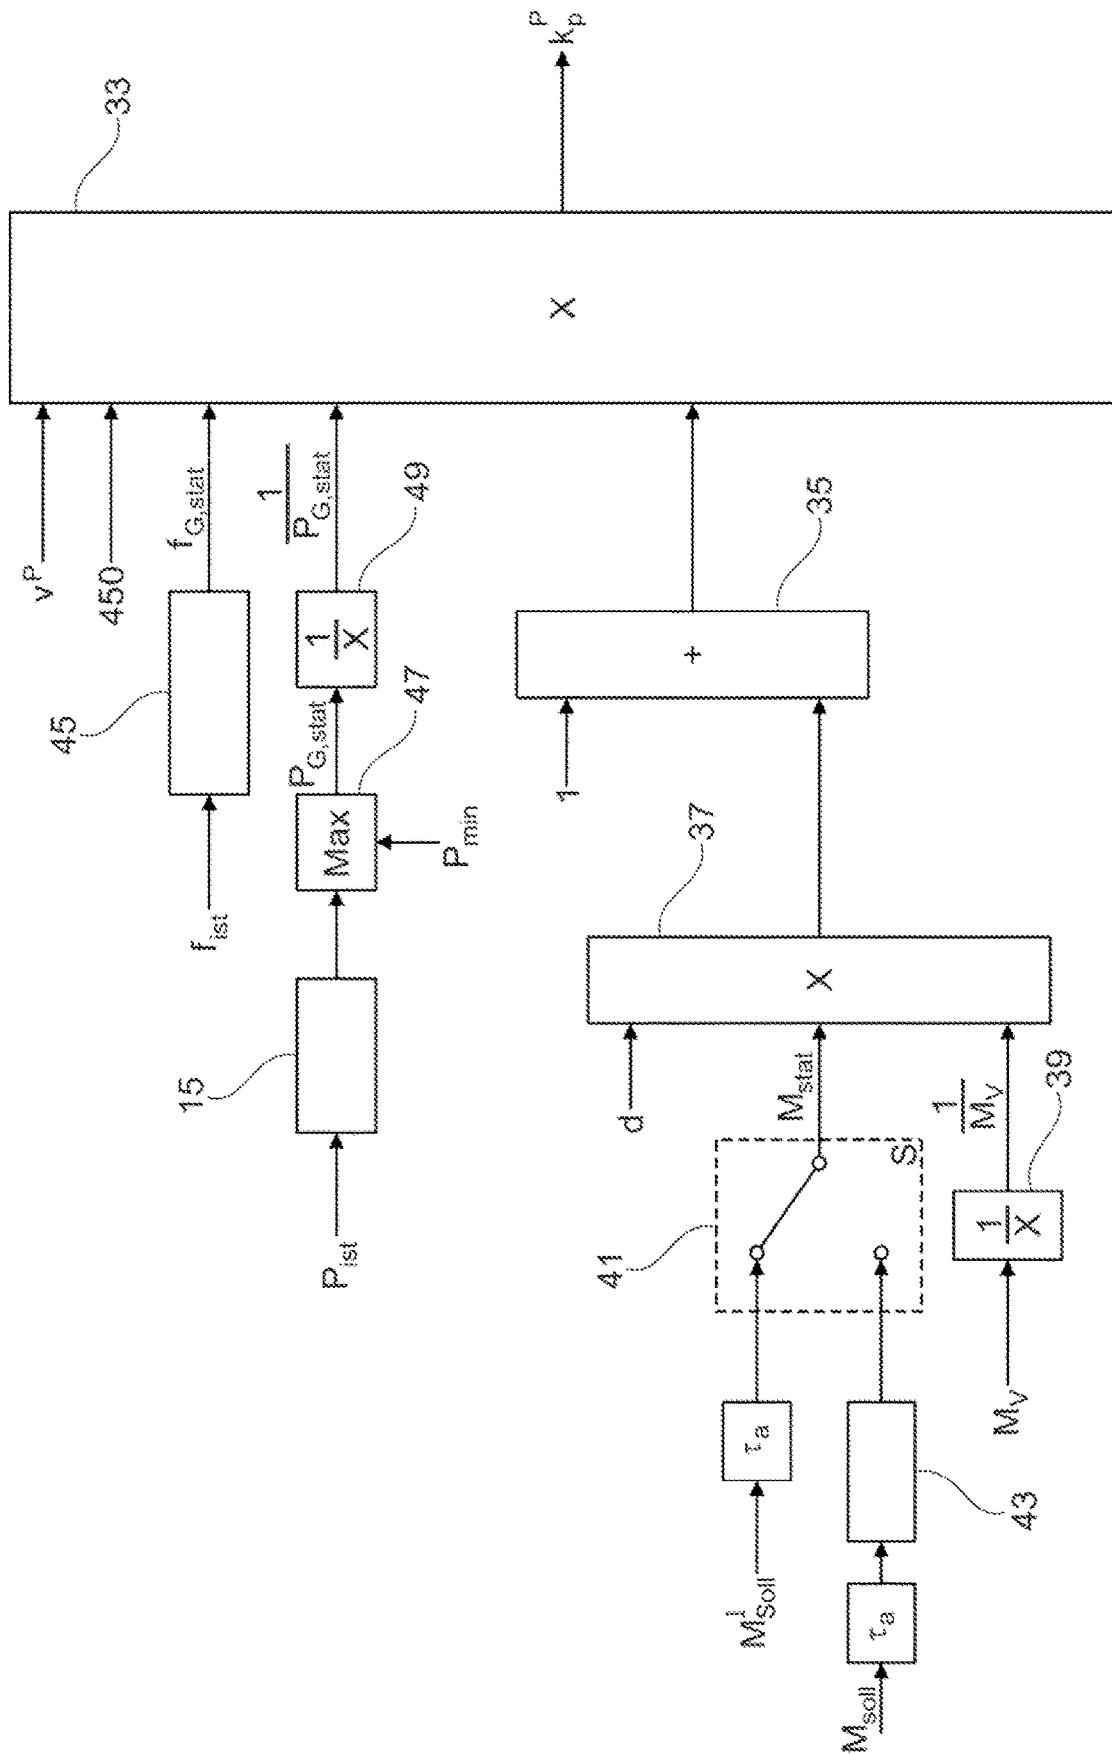 33
v^P
450
45
f_ist
f_G,stat
X
k_p^P
15
P_ist
Max
P_min
47
P_G,stat
1/X
49
1/P_G,stat
35
1
+
37
d
X
41
M_Soll^I
τ_a
S
M_stat
M_soll
τ_a
43
M_V
1/X
39
1/M_V